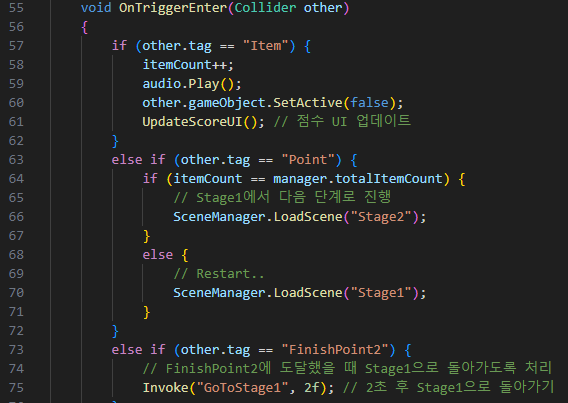 55 void OnTriggerEnter(Collider other)
56 {
57 if (other.tag == "Item") {
58 itemCount++;
59 audio.Play();
60 other.gameObject.SetActive(false);
61 UpdateScoreUI(); // 점수 UI 업데이트
62 }
63 else if (other.tag == "Point") {
64 if (itemCount == manager.totalItemCount) {
65 // Stage1에서 다음 단계로 진행
66 SceneManager.LoadScene("Stage2");
67 }
68 else {
69 // Restart..
70 SceneManager.LoadScene("Stage1");
71 }
72 }
73 else if (other.tag == "FinishPoint2") {
74 // FinishPoint2에 도달했을 때 Stage1으로 돌아가도록 처리
75 Invoke("GoToStage1", 2f); // 2초 후 Stage1으로 돌아가기